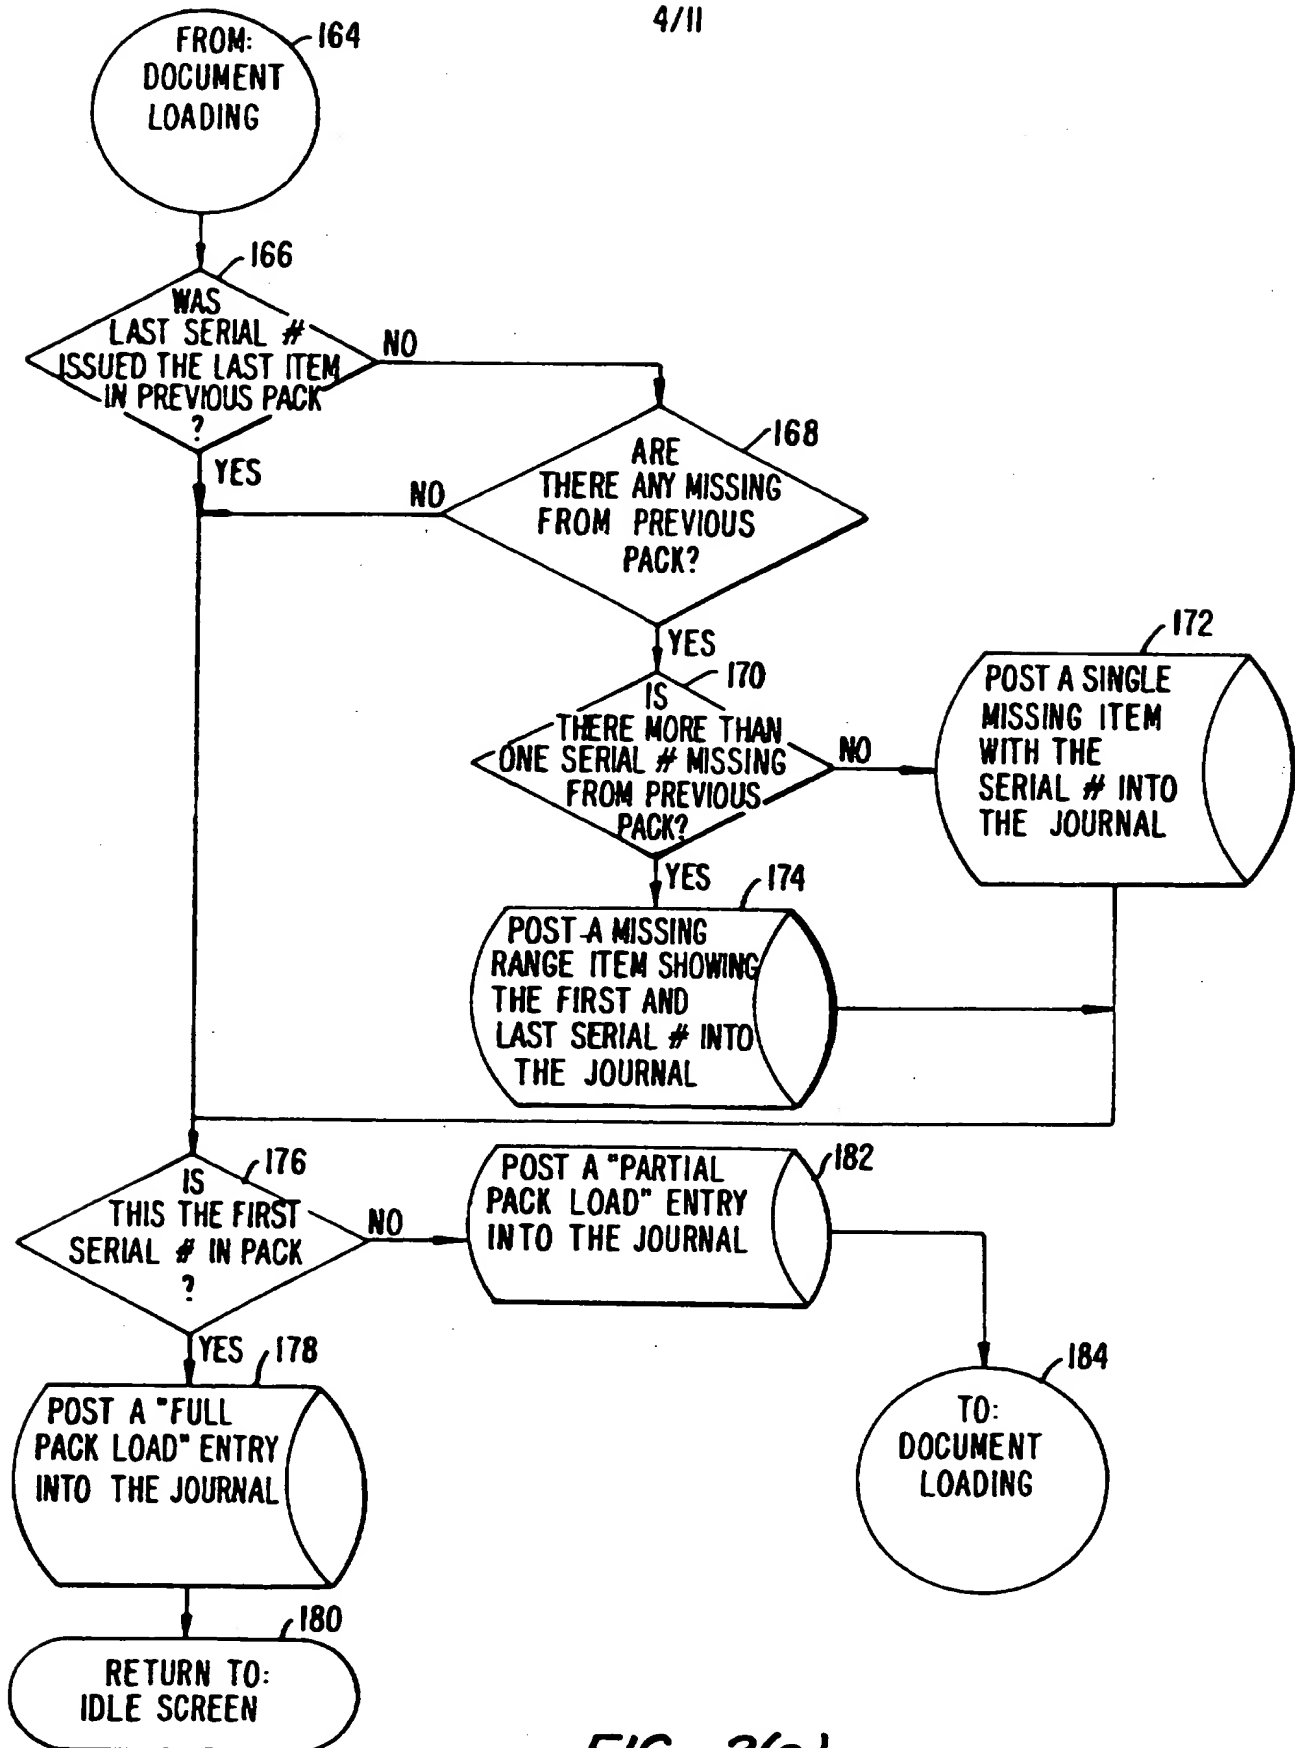 4/11
FROM:
DOCUMENT
LOADING
164
166
WAS
LAST SERIAL #
ISSUED THE LAST ITEM
IN PREVIOUS PACK
?
NO
YES
168
ARE
THERE ANY MISSING
FROM PREVIOUS
PACK?
NO
YES
170
IS
THERE MORE THAN
ONE SERIAL # MISSING
FROM PREVIOUS
PACK?
NO
YES
172
POST A SINGLE
MISSING ITEM
WITH THE
SERIAL # INTO
THE JOURNAL
174
POST A MISSING
RANGE ITEM SHOWING
THE FIRST AND
LAST SERIAL # INTO
THE JOURNAL
176
IS
THIS THE FIRST
SERIAL # IN PACK
?
NO
YES
182
POST A "PARTIAL
PACK LOAD" ENTRY
INTO THE JOURNAL
184
TO:
DOCUMENT
LOADING
178
POST A "FULL
PACK LOAD" ENTRY
INTO THE JOURNAL
180
RETURN TO:
IDLE SCREEN